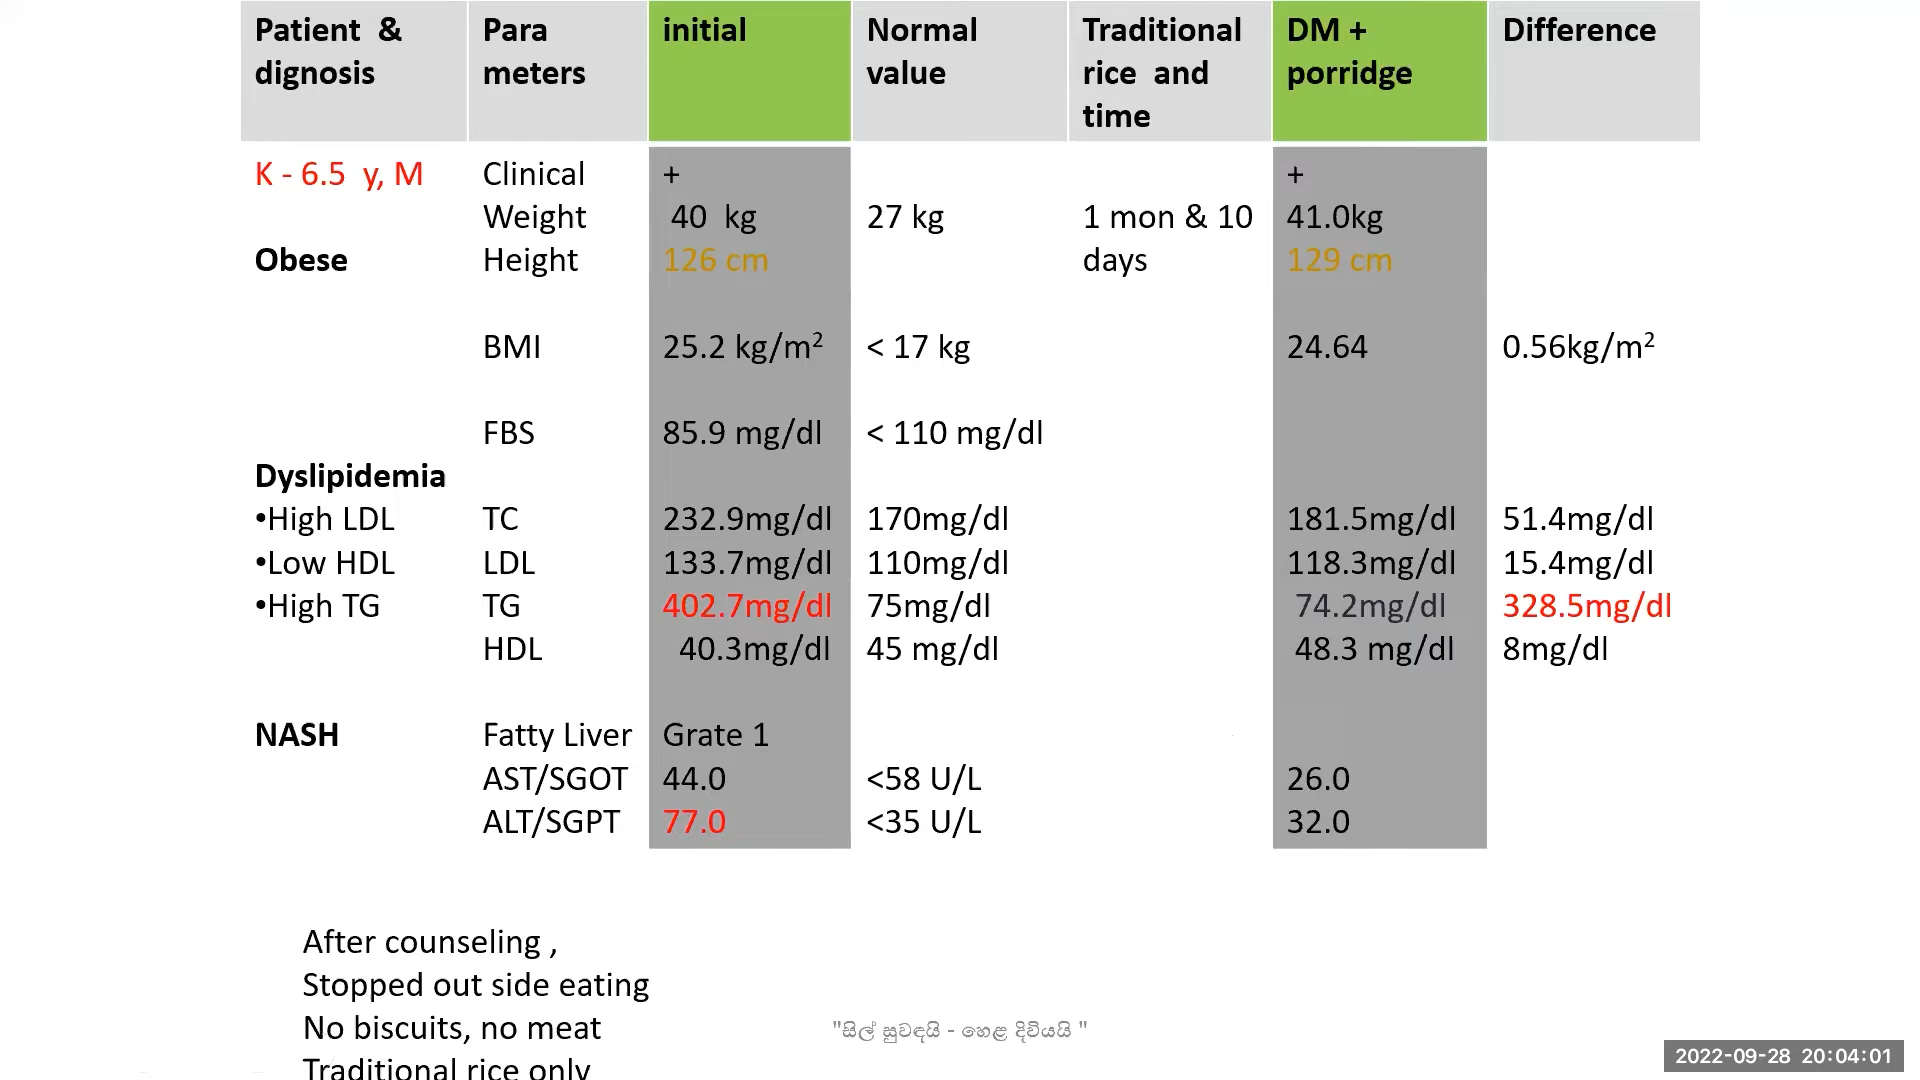 Patient & dignosis
Para meters
initial
Normal value
Traditional rice and time
DM + porridge
Difference
K - 6.5 y, M Clinical + +
Weight 40 kg 27 kg 1 mon & 10 days 41.0kg
Obese Height 126 cm 129 cm
BMI 25.2 kg/m² < 17 kg 24.64 0.56kg/m²
FBS 85.9 mg/dl < 110 mg/dl
Dyslipidemia
•High LDL TC 232.9mg/dl 170mg/dl 181.5mg/dl 51.4mg/dl
•Low HDL LDL 133.7mg/dl 110mg/dl 118.3mg/dl 15.4mg/dl
•High TG TG 402.7mg/dl 75mg/dl 74.2mg/dl 328.5mg/dl
HDL 40.3mg/dl 45 mg/dl 48.3 mg/dl 8mg/dl
NASH Fatty Liver Grate 1
AST/SGOT 44.0 <58 U/L 26.0
ALT/SGPT 77.0 <35 U/L 32.0
After counseling ,
Stopped out side eating
No biscuits, no meat
Traditional rice only
"සිල් සුවඳයි - හෙළ දිවියයි "
2022-09-28 20:04:01